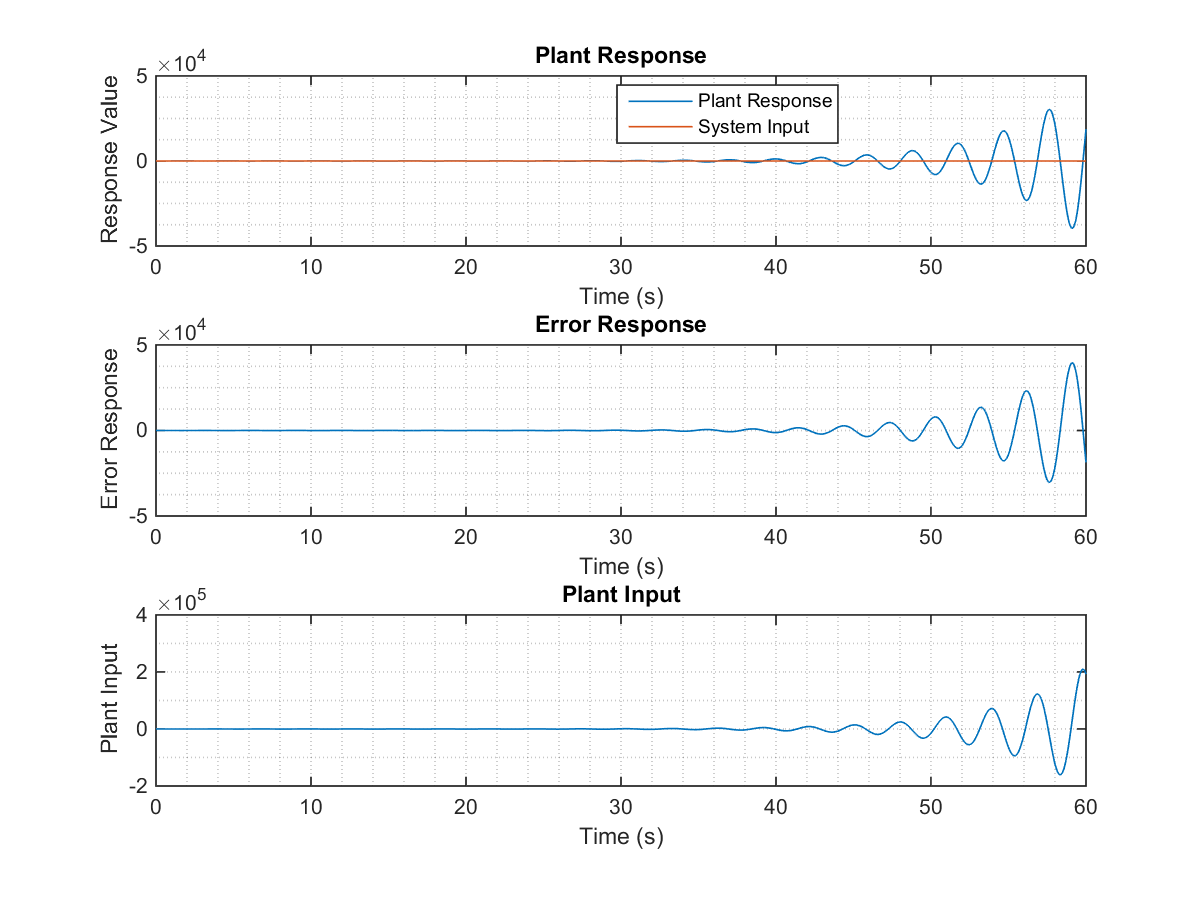 Plant Response
×10^4
Response Value
5
0
-5
Plant Response
System Input
0 10 20 30 40 50 60
Time (s)
Error Response
×10^4
Error Response
5
0
-5
0 10 20 30 40 50 60
Time (s)
Plant Input
×10^5
Plant Input
4
2
0
-2
0 10 20 30 40 50 60
Time (s)